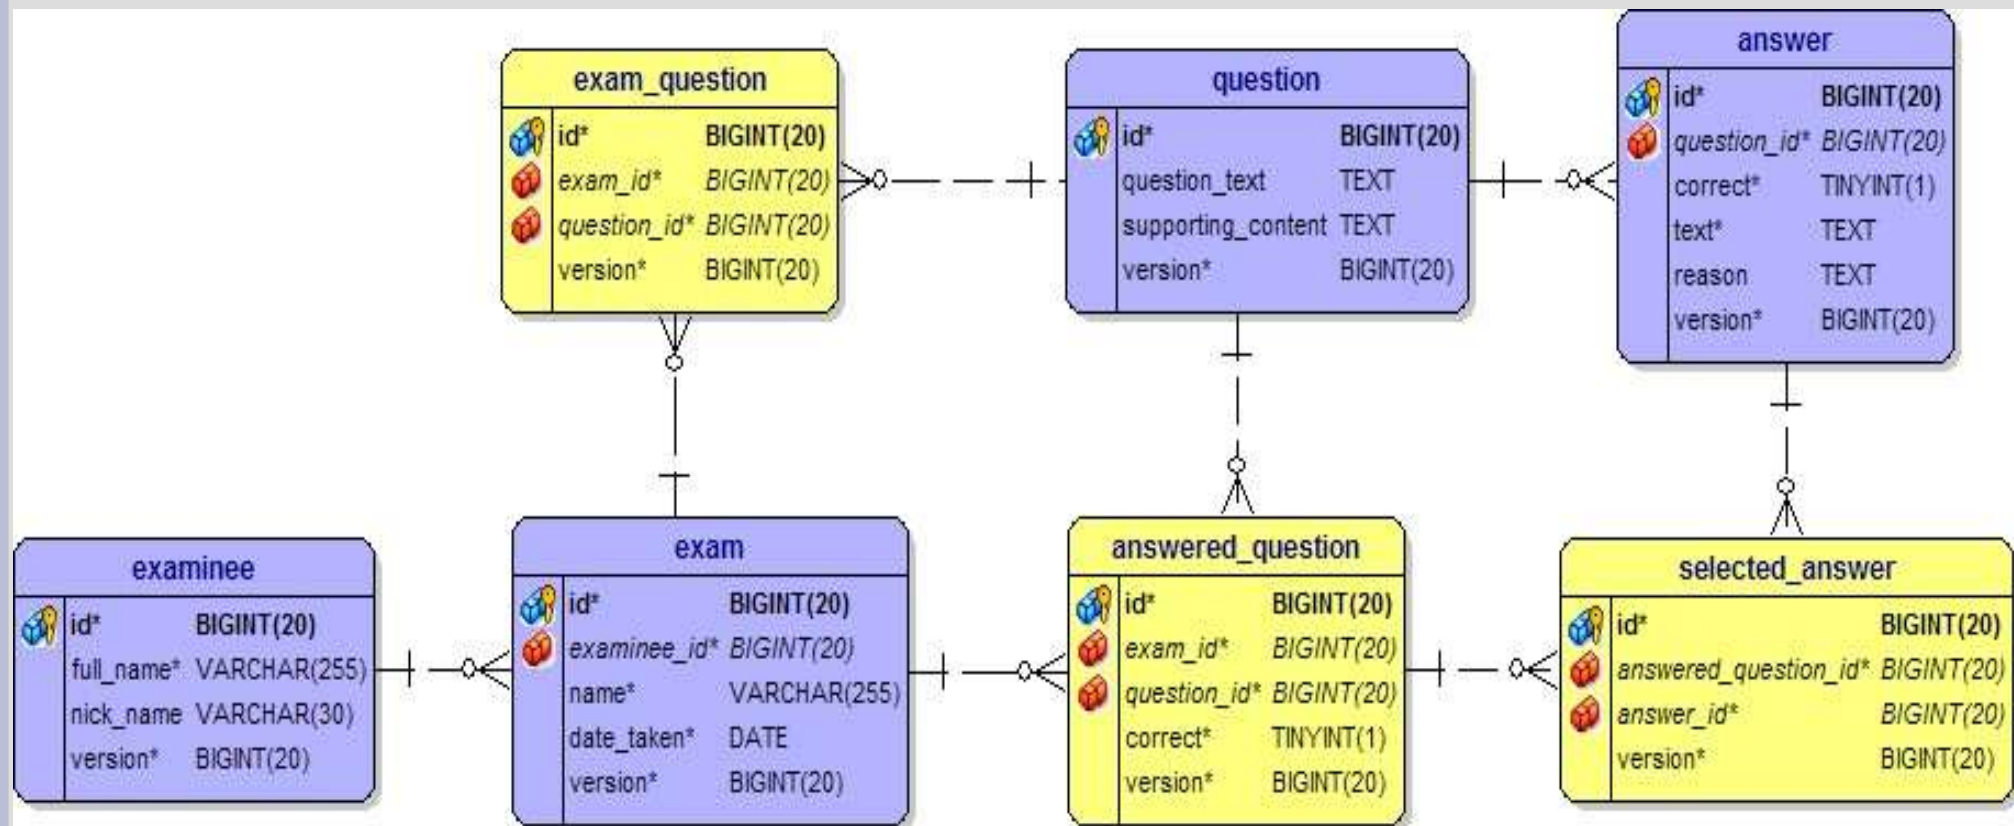 exam_question
id* BIGINT(20)
exam_id* BIGINT(20)
question_id* BIGINT(20)
version* BIGINT(20)
question
id* BIGINT(20)
question_text TEXT
supporting_content TEXT
version* BIGINT(20)
answer
id* BIGINT(20)
question_id* BIGINT(20)
correct* TINYINT(1)
text* TEXT
reason TEXT
version* BIGINT(20)
examinee
id* BIGINT(20)
full_name* VARCHAR(255)
nick_name VARCHAR(30)
version* BIGINT(20)
exam
id* BIGINT(20)
examinee_id* BIGINT(20)
name* VARCHAR(255)
date_taken* DATE
version* BIGINT(20)
answered_question
id* BIGINT(20)
exam_id* BIGINT(20)
question_id* BIGINT(20)
correct* TINYINT(1)
version* BIGINT(20)
selected_answer
id* BIGINT(20)
answered_question_id* BIGINT(20)
answer_id* BIGINT(20)
version* BIGINT(20)